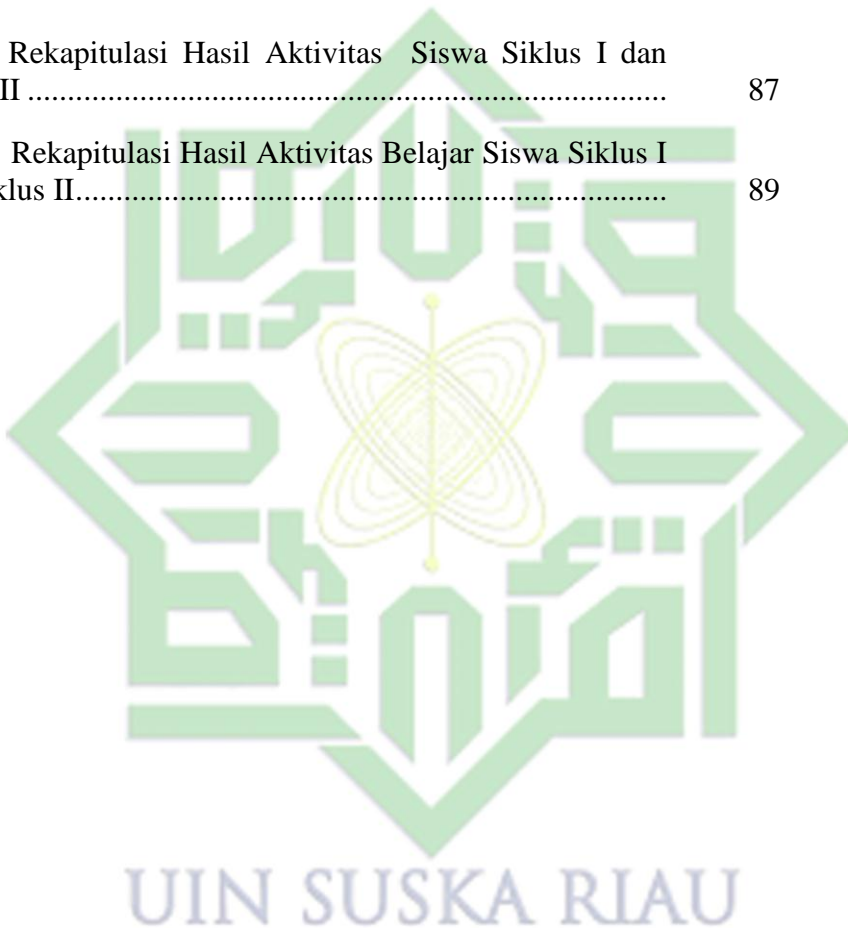 Rekapitulasi Hasil Aktivitas Siswa Siklus I dan
II ................................................................................ 87
Rekapitulasi Hasil Aktivitas Belajar Siswa Siklus I
klus II.......................................................................... 89
UIN SUSKA RIAU